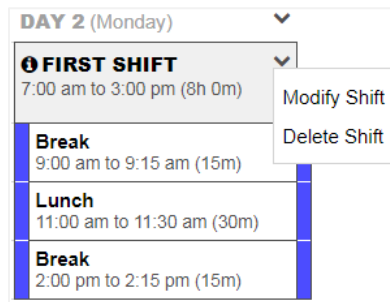 DAY 2 (Monday)
FIRST SHIFT
7:00 am to 3:00 pm (8h 0m)
Modify Shift
Delete Shift
Break
9:00 am to 9:15 am (15m)
Lunch
11:00 am to 11:30 am (30m)
Break
2:00 pm to 2:15 pm (15m)